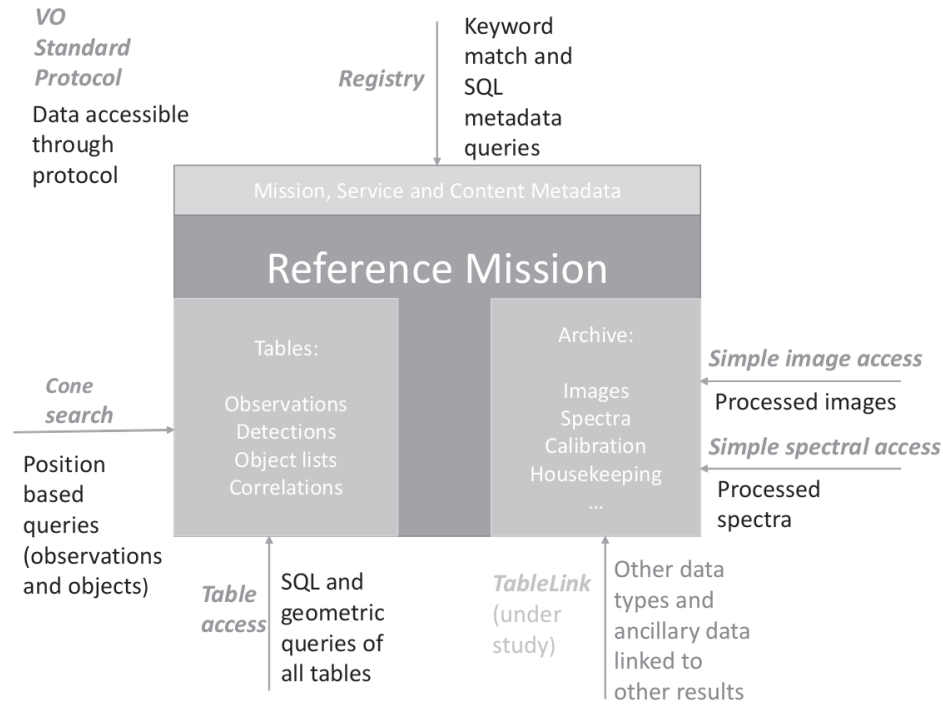 VO
Standard
Protocol
Data accessible
through
protocol
Registry
Keyword
match and
SQL
metadata
queries
Mission, Service and Content Metadata
Reference Mission
Tables:
Observations
Detections
Object lists
Correlations
Archive:
Images
Spectra
Calibration
Housekeeping
...
Cone
search
Position
based
queries
(observations
and objects)
Simple image access
Processed images
Simple spectral access
Processed
spectra
Table
access
SQL and
geometric
queries of
all tables
TableLink
(under
study)
Other data
types and
ancillary data
linked to
other results